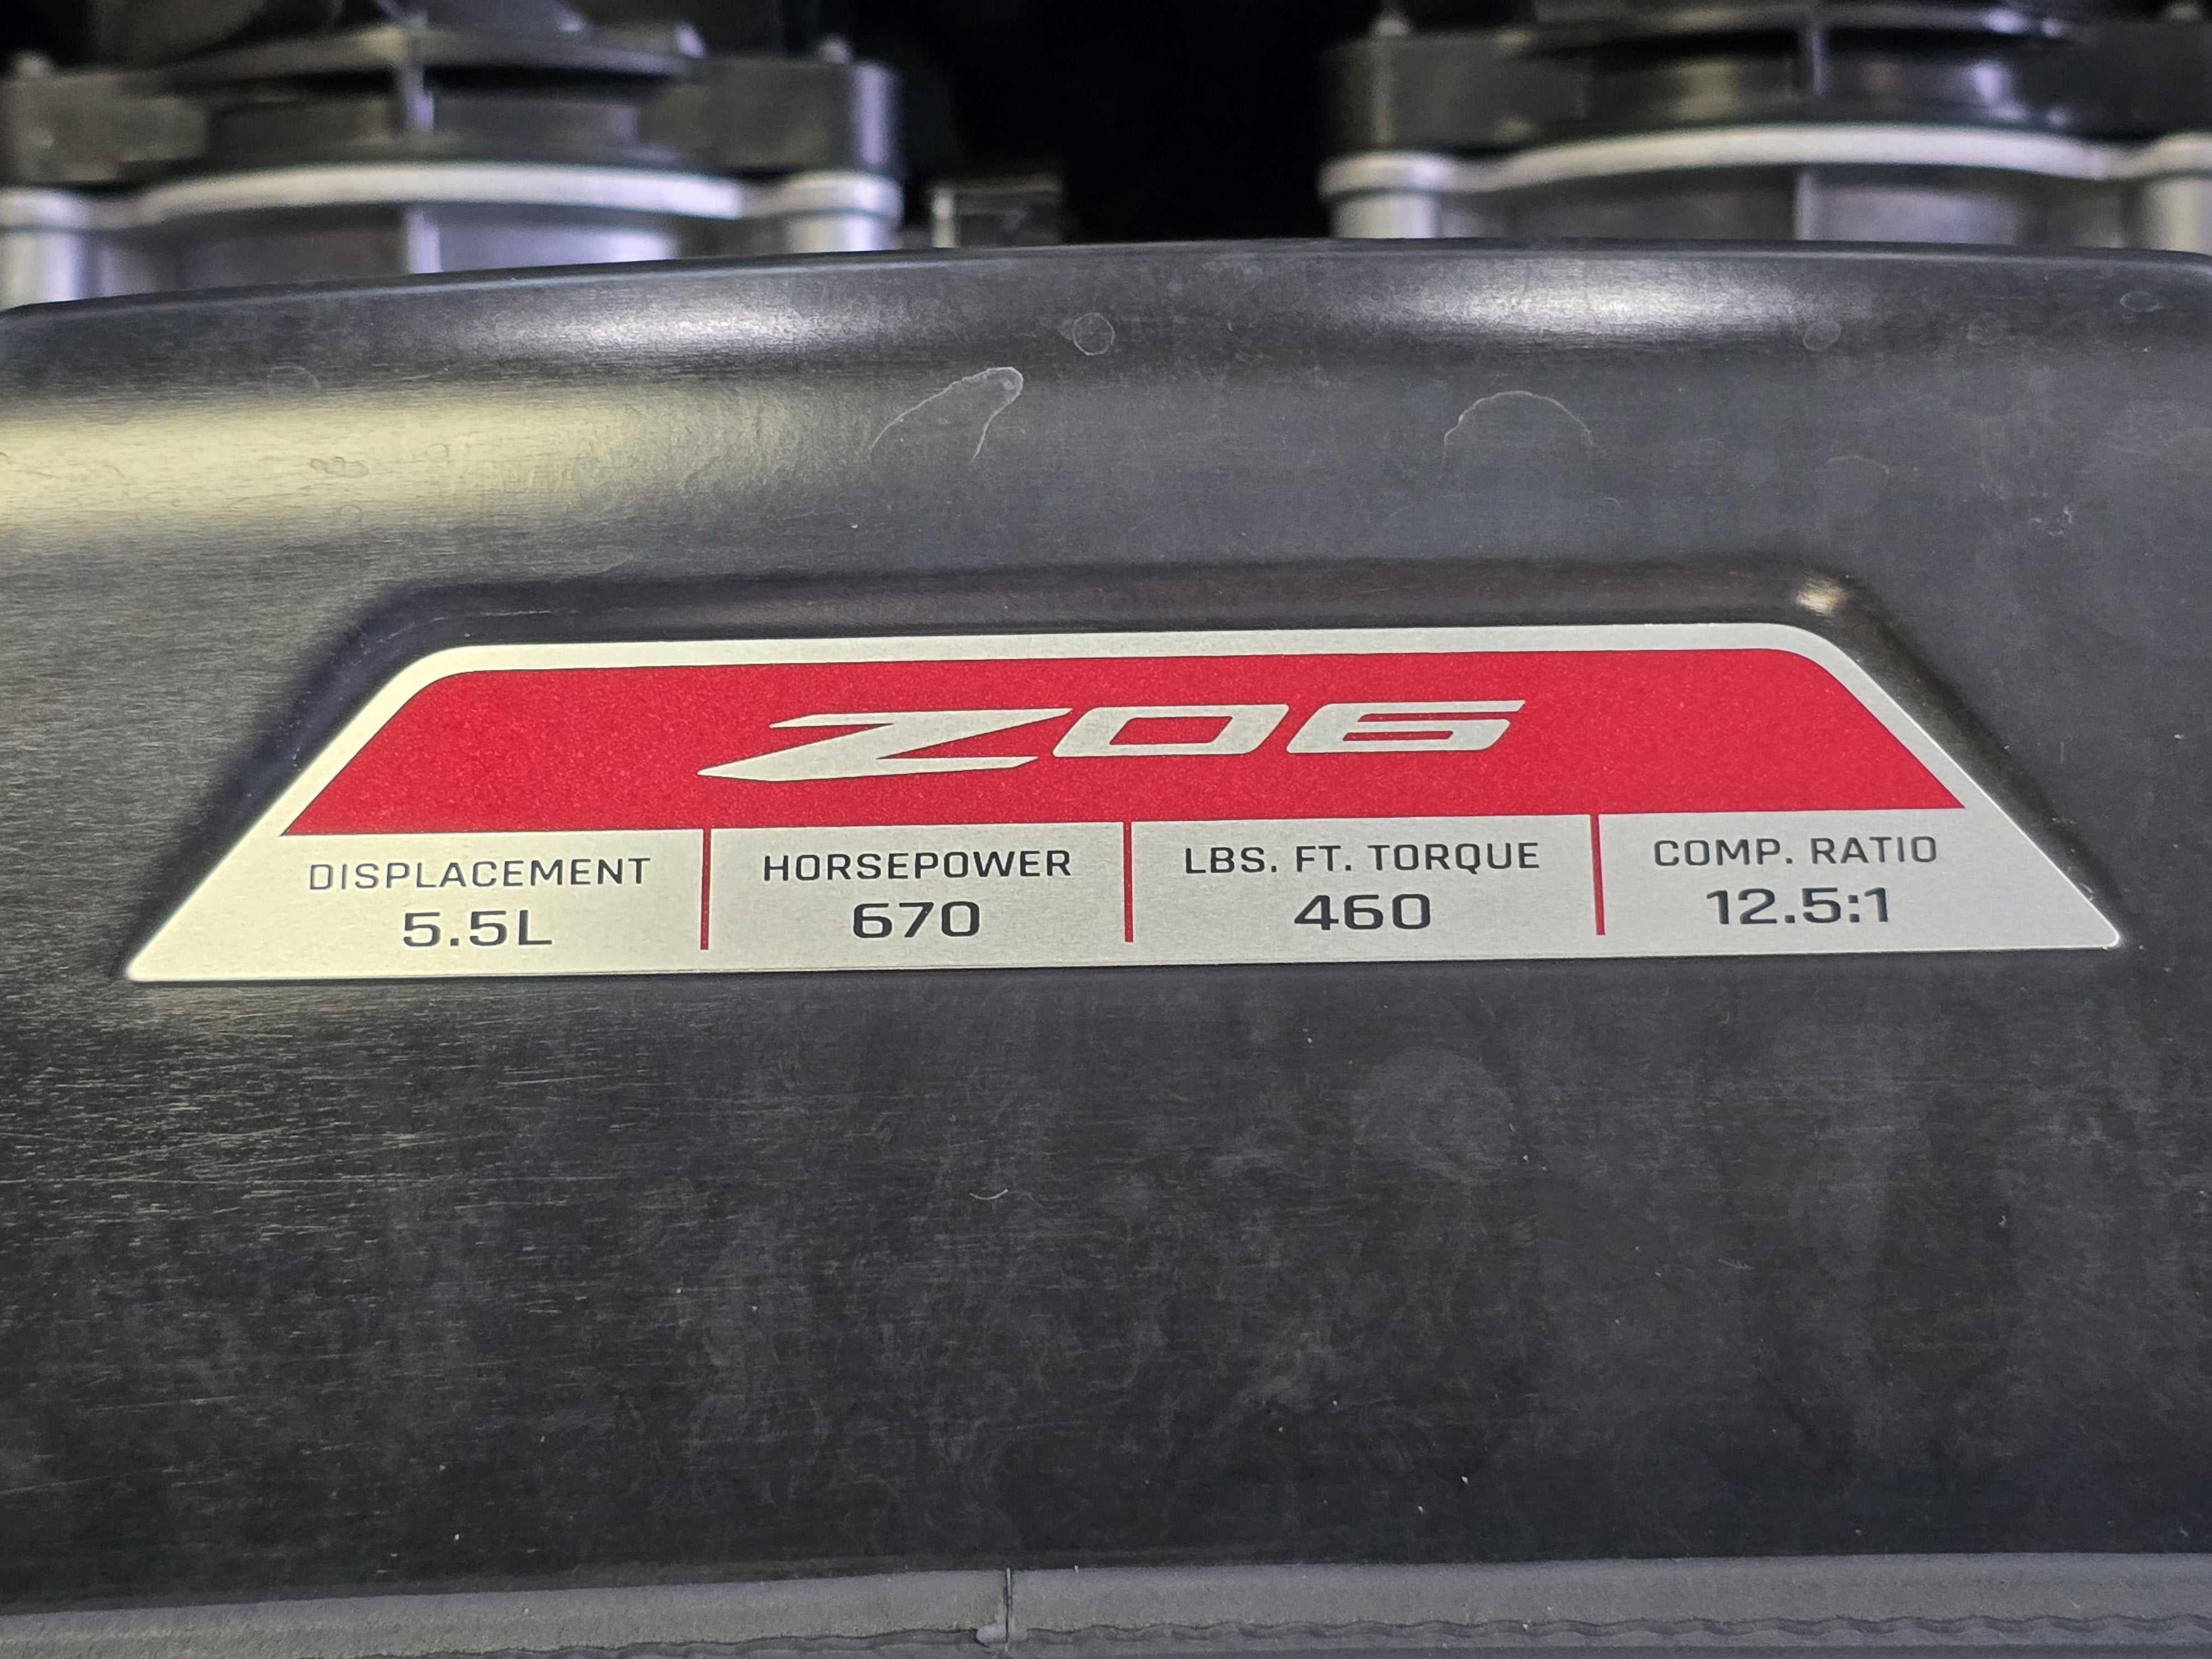 Z06
DISPLACEMENT HORSEPOWER LBS. FT. TORQUE COMP. RATIO
5.5L 670 460 12.5:1